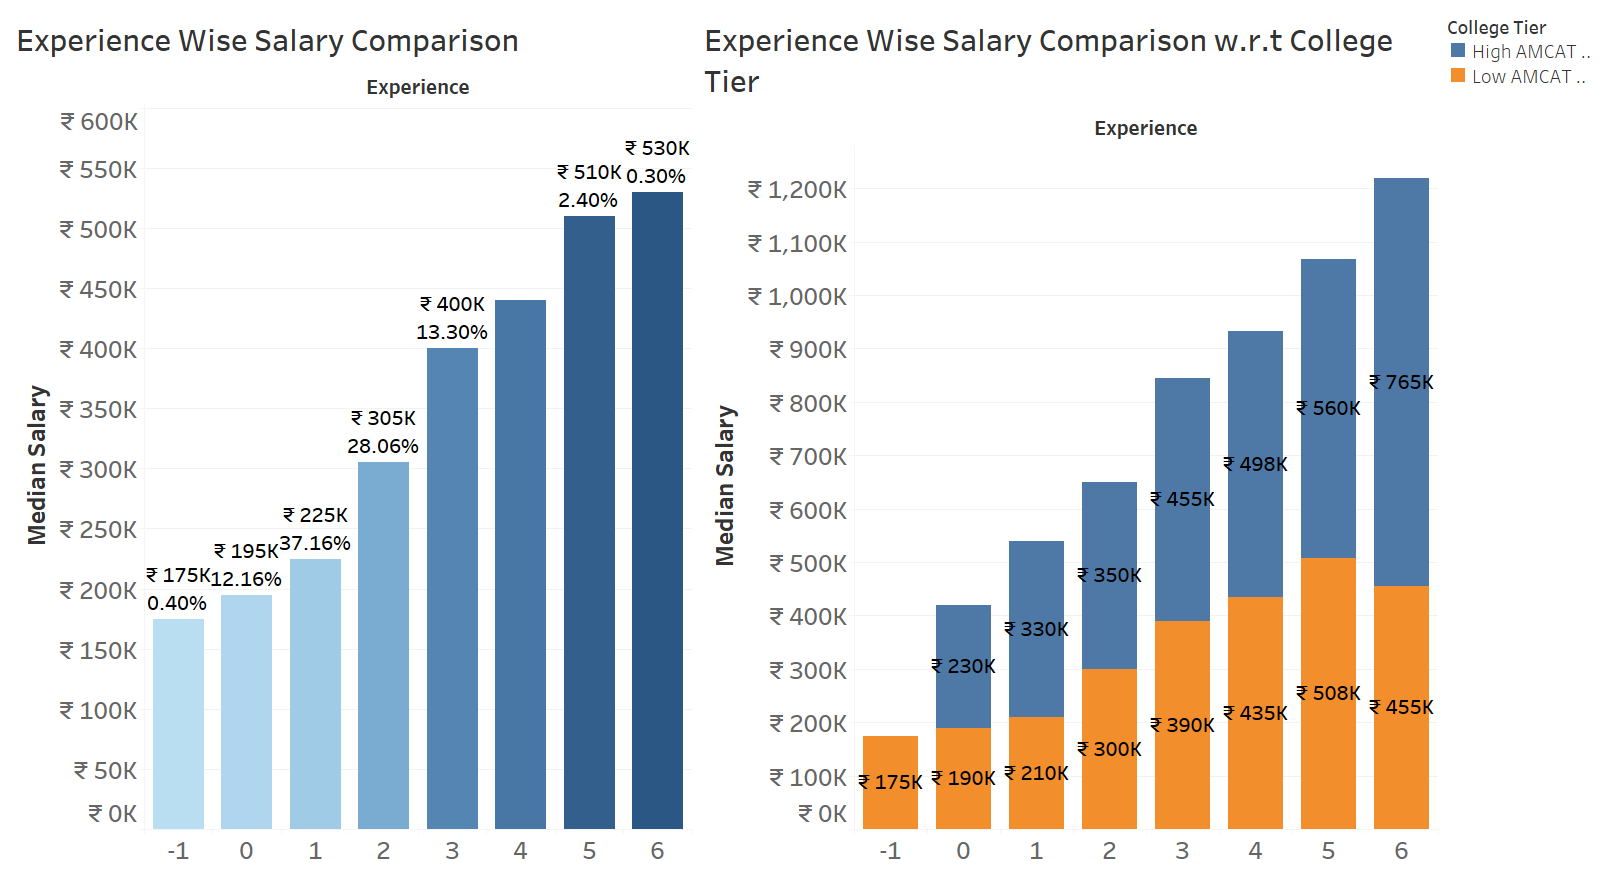 Experience Wise Salary Comparison
Experience
₹ 600K
₹ 550K
₹ 500K
₹ 450K
₹ 400K
₹ 350K
₹ 300K
₹ 250K
₹ 200K
₹ 150K
₹ 100K
₹ 50K
₹ 0K
Median Salary
₹ 175K
0.40%
₹ 195K
12.16%
₹ 225K
37.16%
₹ 305K
28.06%
₹ 400K
13.30%
₹ 510K
2.40%
₹ 530K
0.30%
-1 0 1 2 3 4 5 6
Experience Wise Salary Comparison w.r.t College
Tier
Experience
₹ 1,200K
₹ 1,100K
₹ 1,000K
₹ 900K
₹ 800K
₹ 700K
₹ 600K
₹ 500K
₹ 400K
₹ 300K
₹ 200K
₹ 100K
₹ 0K
Median Salary
₹ 175K
₹ 230K
₹ 190K
₹ 330K
₹ 210K
₹ 350K
₹ 300K
₹ 455K
₹ 390K
₹ 498K
₹ 435K
₹ 560K
₹ 508K
₹ 765K
₹ 455K
-1 0 1 2 3 4 5 6
College Tier
High AMCAT ..
Low AMCAT ..